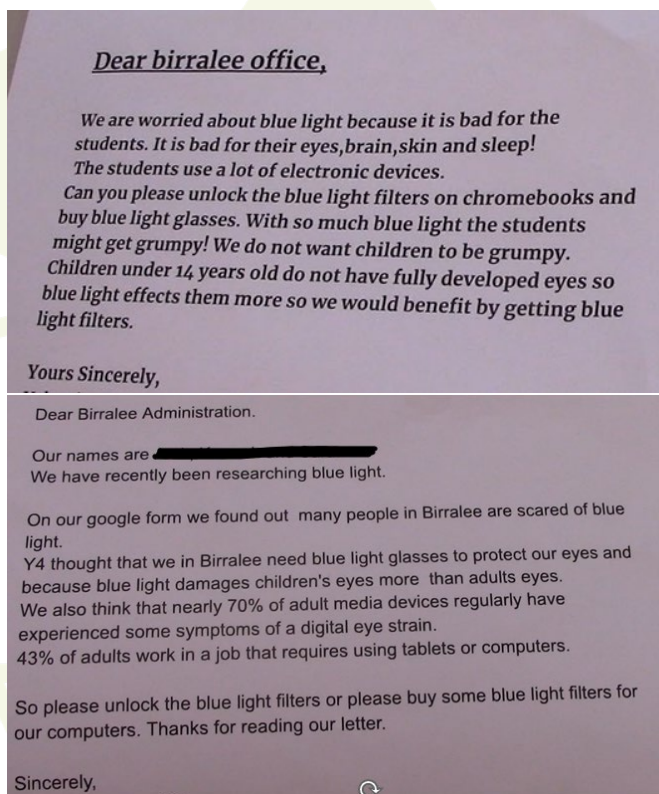 Dear birralee office,
We are worried about blue light because it is bad for the
students. It is bad for their eyes,brain,skin and sleep!
The students use a lot of electronic devices.
Can you please unlock the blue light filters on chromebooks and
buy blue light glasses. With so much blue light the students
might get grumpy! We do not want children to be grumpy.
Children under 14 years old do not have fully developed eyes so
blue light effects them more so we would benefit by getting blue
light filters.
Yours Sincerely,
Dear Birralee Administration.
Our names are
We have recently been researching blue light.
On our google form we found out many people in Birralee are scared of blue
light.
Y4 thought that we in Birralee need blue light glasses to protect our eyes and
because blue light damages children's eyes more than adults eyes.
We also think that nearly 70% of adult media devices regularly have
experienced some symptoms of a digital eye strain.
43% of adults work in a job that requires using tablets or computers.
So please unlock the blue light filters or please buy some blue light filters for
our computers. Thanks for reading our letter.
Sincerely,